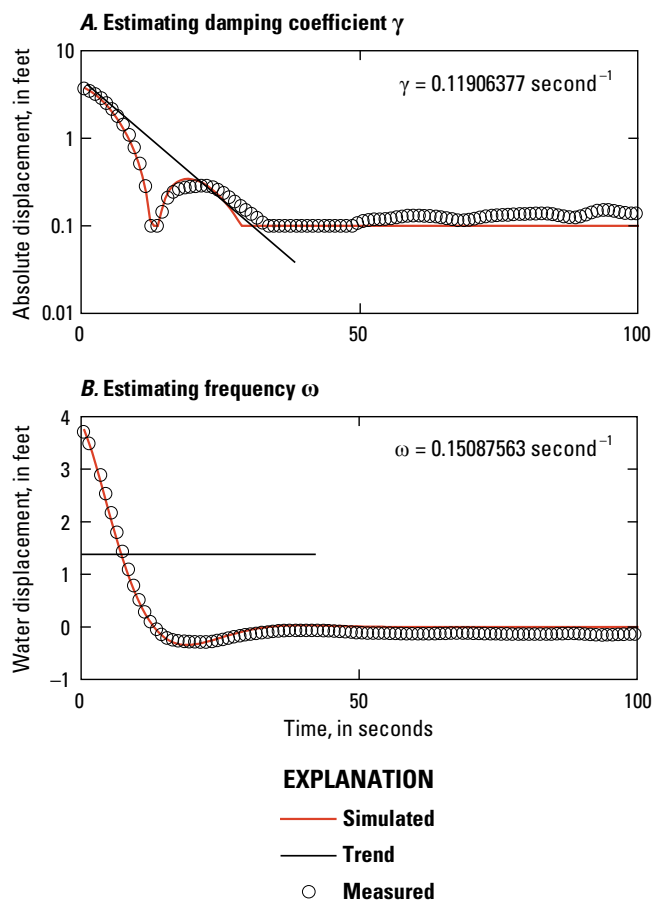 A. Estimating damping coefficient γ
10
1
0.1
0.01
Absolute displacement, in feet
γ = 0.11906377 second⁻¹
0
50
100
B. Estimating frequency ω
4
3
2
1
0
–1
Water displacement, in feet
ω = 0.15087563 second⁻¹
0
50
100
Time, in seconds
EXPLANATION
Simulated
Trend
Measured